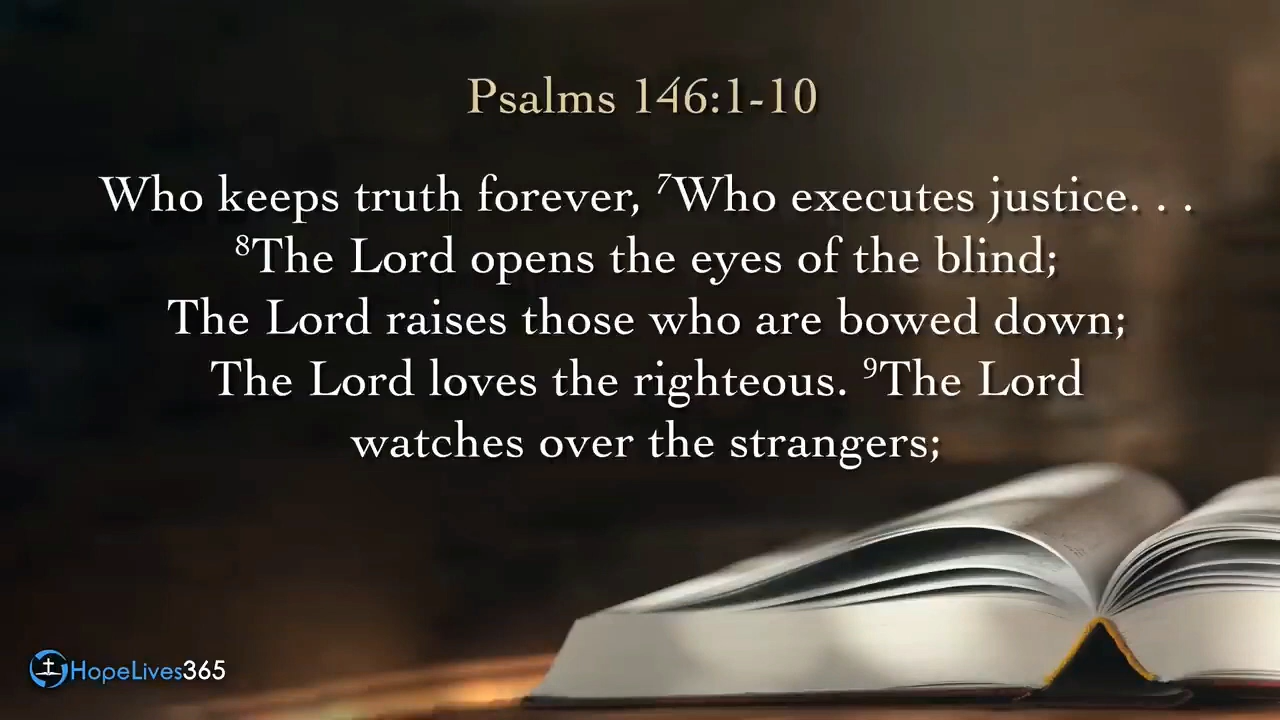 Psalms 146:1-10
Who keeps truth forever, ⁷Who executes justice. . .
⁸The Lord opens the eyes of the blind;
The Lord raises those who are bowed down;
The Lord loves the righteous. ⁹The Lord
watches over the strangers;
HopeLives365